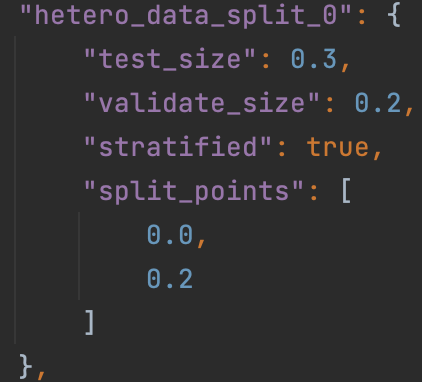 "hetero_data_split_0": {
    "test_size": 0.3,
    "validate_size": 0.2,
    "stratified": true,
    "split_points": [
        0.0,
        0.2
    ]
},